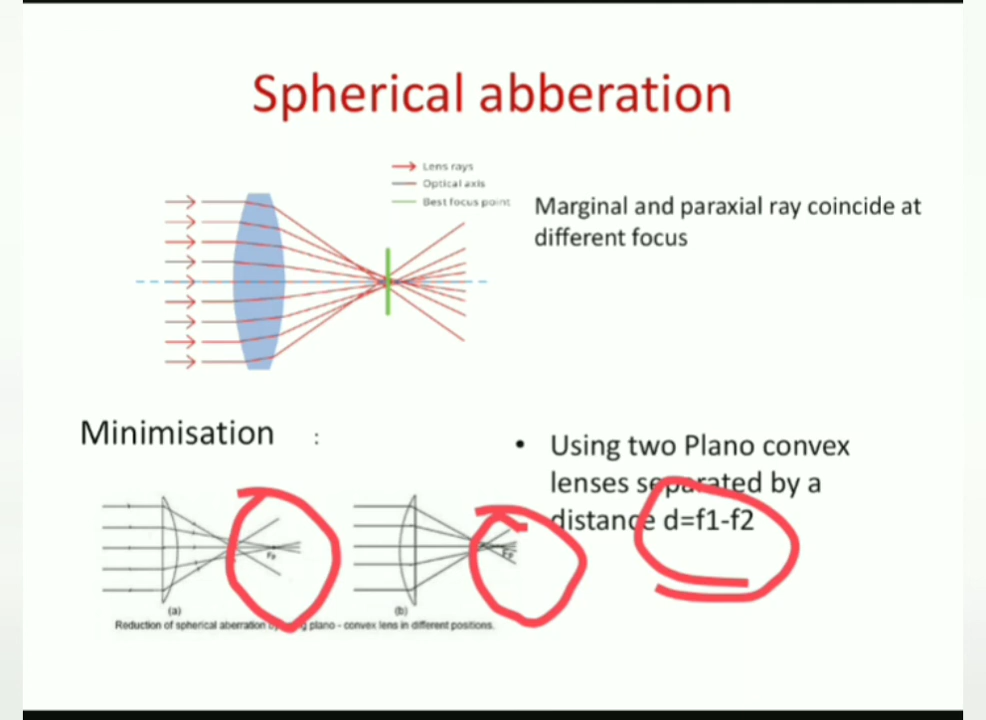 Spherical abberation
Lens rays
Optical axis
Best focus point
Marginal and paraxial ray coincide at
different focus
Minimisation :
• Using two Plano convex
lenses separated by a
distance d=f1-f2
(a)
(b)
Reduction of spherical aberration plano - convex lens in different positions.